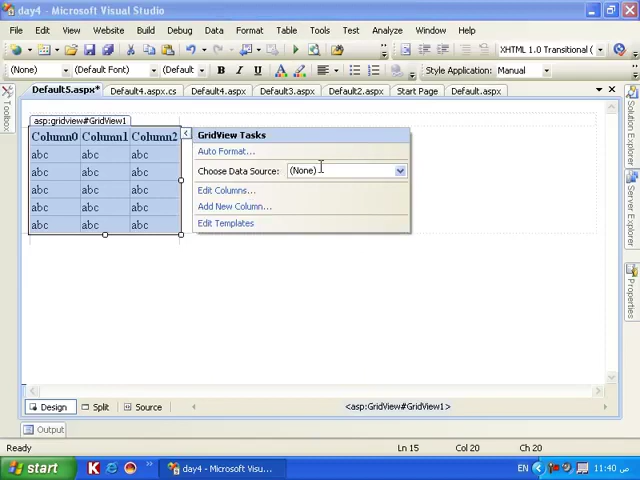 day4 - Microsoft Visual Studio
File Edit View Website Build Debug Data Format Table Tools Test Analyze Window
XHTML 1.0 Transitional (
(None) (Default Font) (Default B I U A Style Application: Manual
Default5.aspx* Default4.aspx.cs Default4.aspx Default3.aspx Default2.aspx Start Page Default.aspx
Toolbox
asp:gridview#GridView1
Column0 Column1 Column2
abc abc abc
abc abc abc
abc abc abc
abc abc abc
abc abc abc
GridView Tasks
Auto Format...
Choose Data Source: (None)
Edit Columns...
Add New Column...
Edit Templates
Solution Explorer
Server Explorer
Properties
Design Split Source <asp:GridView#GridView1>
Output
Ready Ln 15 Col 20 Ch 20
start K day4 - Microsoft Visu... EN 11:40 ص